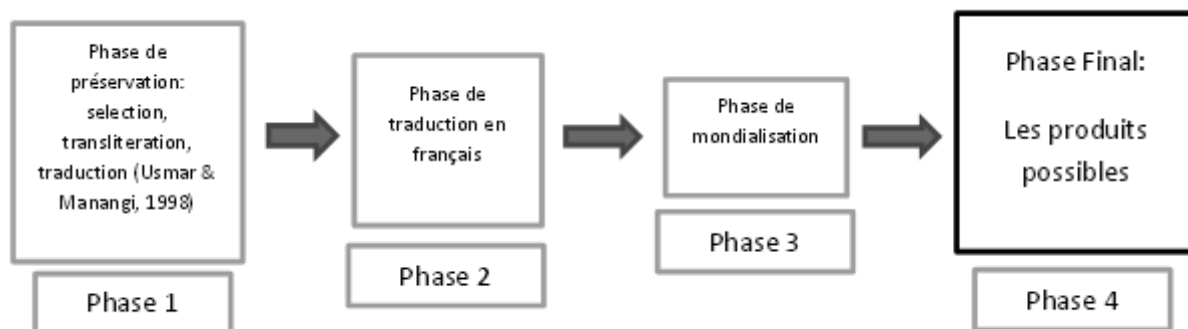 Phase de
préservation:
selection,
transliteration,
traduction (Usmar &
Manangi, 1998)
Phase 1
Phase de
traduction en
français
Phase 2
Phase de
mondialisation
Phase 3
Phase Final:
Les produits
possibles
Phase 4